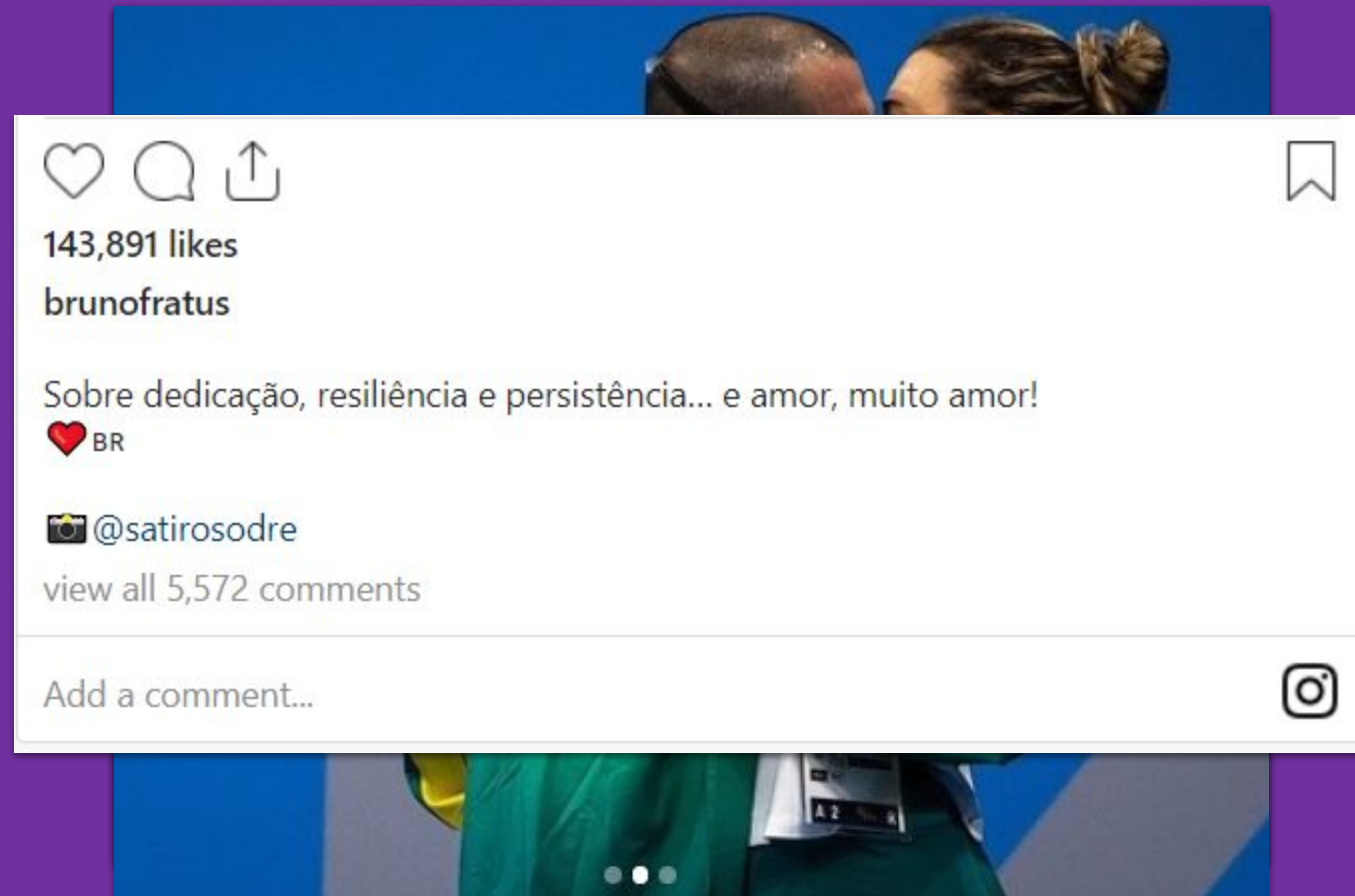 143,891 likes
brunofratus
Sobre dedicação, resiliência e persistência... e amor, muito amor!
❤️BR
📷@satirosodre
view all 5,572 comments
Add a comment...
A 2 R